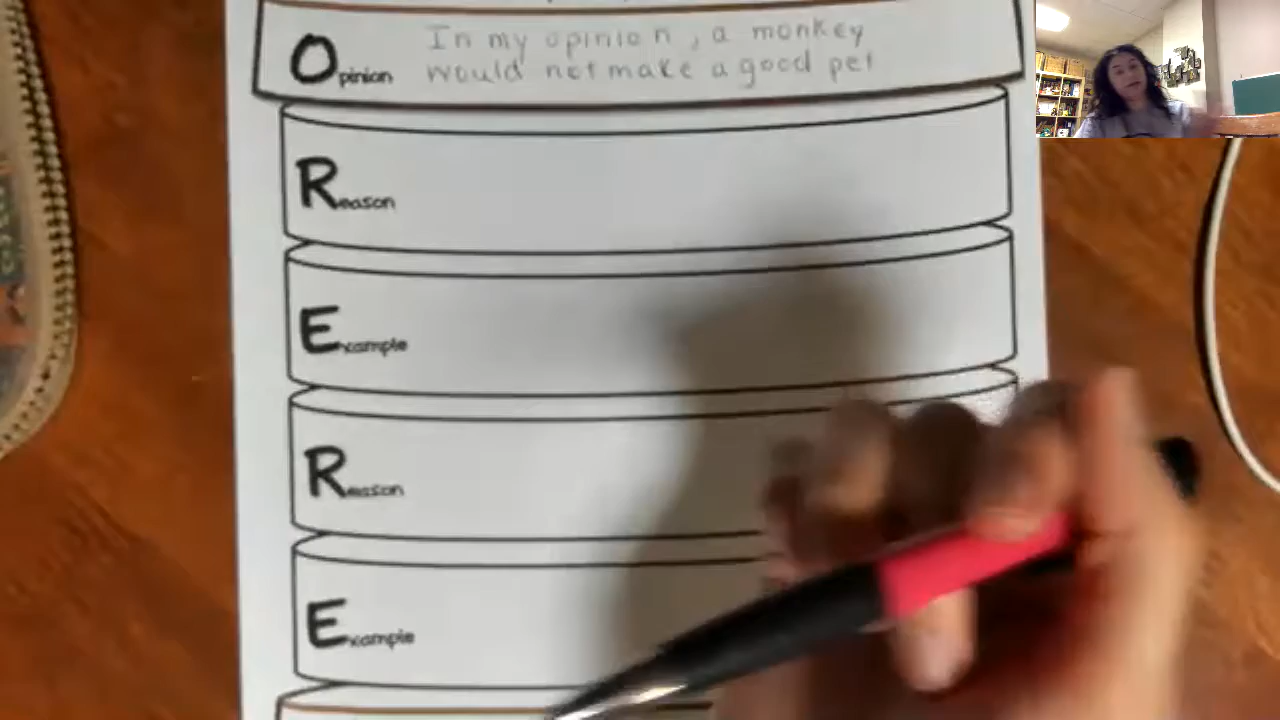 In my opinion, a monkey
Opinion would not make a good pet
Reason
Example
Reason
Example